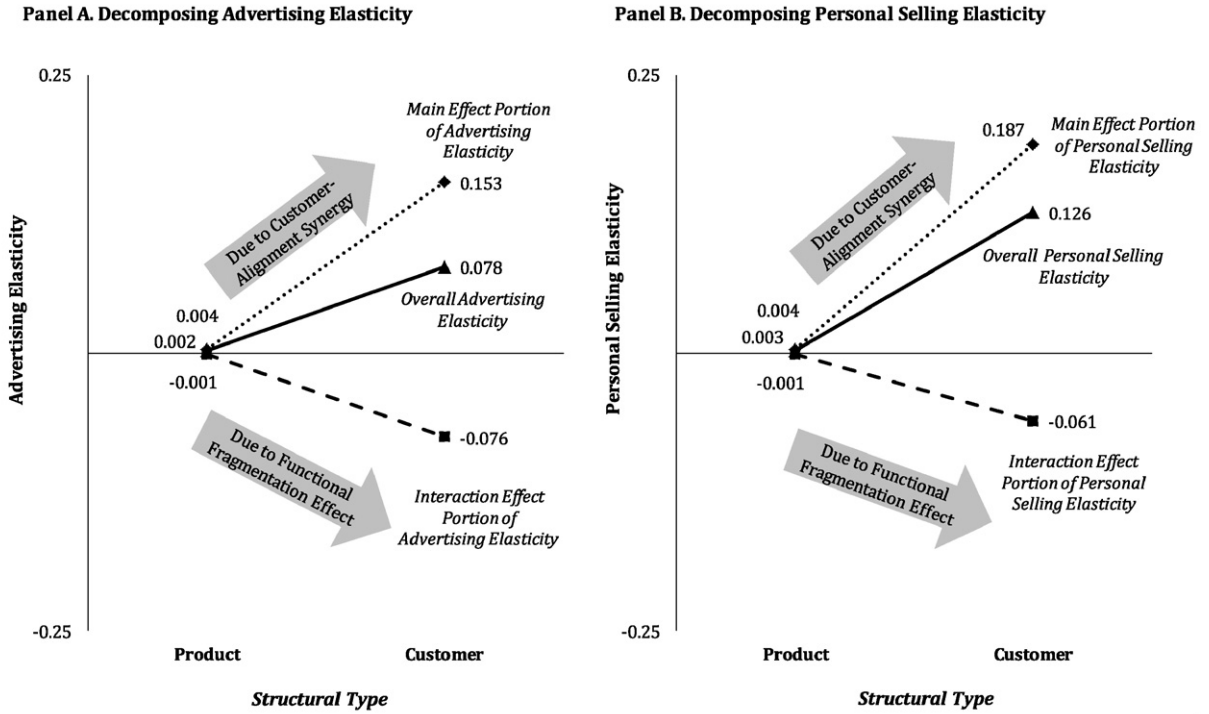 Panel A. Decomposing Advertising Elasticity
0.25
Main Effect Portion
of Advertising
Elasticity
0.153
Due to Customer-
Alignment Synergy
0.078
Overall Advertising
Elasticity
0.004
0.002
-0.001
-0.076
Due to Functional
Fragmentation Effect
Interaction Effect
Portion of
Advertising Elasticity
-0.25
Advertising Elasticity
Product
Customer
Structural Type
Panel B. Decomposing Personal Selling Elasticity
0.25
0.187
Main Effect Portion
of Personal Selling
Elasticity
Due to Customer-
Alignment Synergy
0.126
Overall Personal Selling
Elasticity
0.004
0.003
-0.001
-0.061
Due to Functional
Fragmentation Effect
Interaction Effect
Portion of Personal
Selling Elasticity
-0.25
Personal Selling Elasticity
Product
Customer
Structural Type